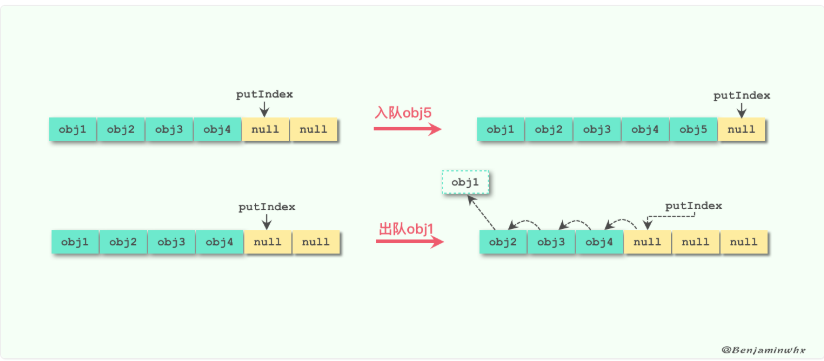 putIndex
obj1 obj2 obj3 obj4 null null
入队obj5
putIndex
obj1 obj2 obj3 obj4 obj5 null
putIndex
obj1 obj2 obj3 obj4 null null
出队obj1
obj1
putIndex
obj2 obj3 obj4 null null null
@Benjaminwhx